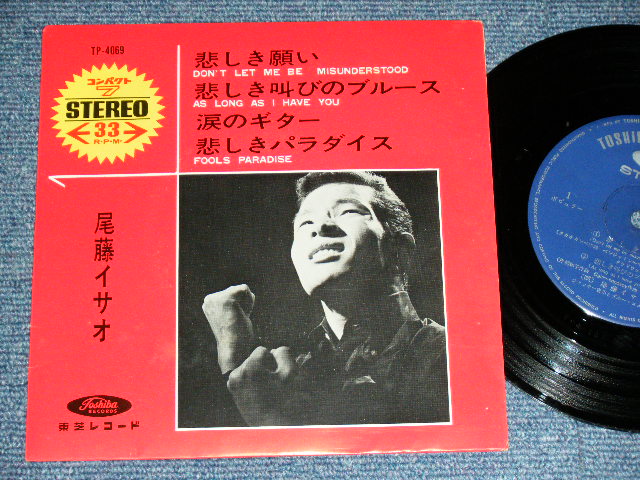 TP-4069
コンパクト
7
STEREO
33
R・P・M
悲しき願い
DON'T LET ME BE MISUNDERSTOOD
悲しき叫びのブルース
AS LONG AS I HAVE YOU
涙のギター
悲しきパラダイス
FOOLS PARADISE
尾藤イサオ
Toshiba
RECORDS
東芝レコード
TOSHIB
1